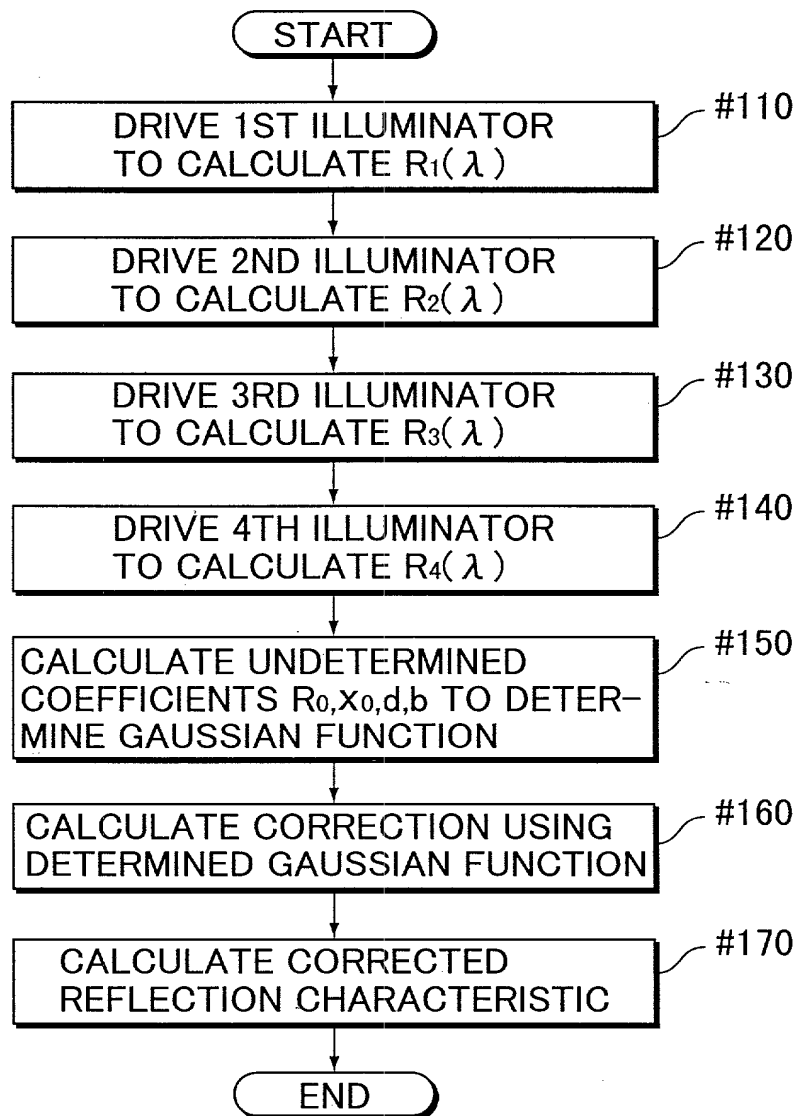 START
#110
DRIVE 1ST ILLUMINATOR
TO CALCULATE R1(λ)
#120
DRIVE 2ND ILLUMINATOR
TO CALCULATE R2(λ)
#130
DRIVE 3RD ILLUMINATOR
TO CALCULATE R3(λ)
#140
DRIVE 4TH ILLUMINATOR
TO CALCULATE R4(λ)
#150
CALCULATE UNDETERMINED
COEFFICIENTS R0,x0,d,b TO DETER-
MINE GAUSSIAN FUNCTION
#160
CALCULATE CORRECTION USING
DETERMINED GAUSSIAN FUNCTION
#170
CALCULATE CORRECTED
REFLECTION CHARACTERISTIC
END